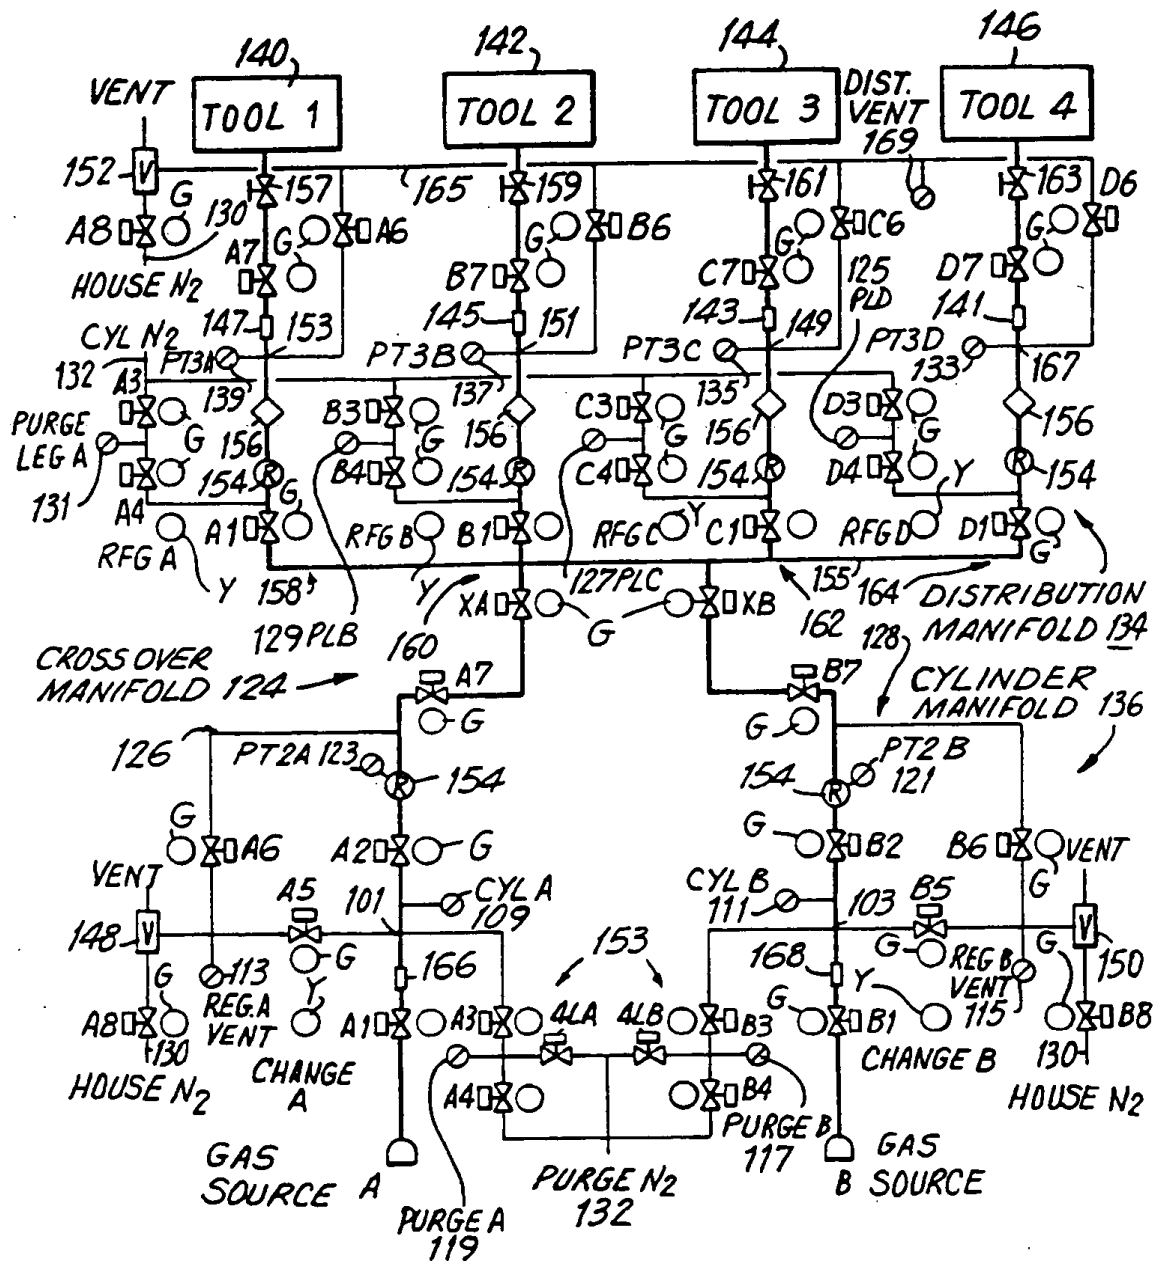 140
142
144
146
VENT
TOOL 1
TOOL 2
TOOL 3
DIST.
VENT
169
TOOL 4
152
V
157
165
159
161
163
D6
A8
G
130
A7
G
A6
B7
G
B6
C7
G
C6
D7
G
HOUSE N2
125
PLD
147
153
145
151
143
149
141
CYL N2
132
PT3A
PT3B
PT3C
PT3D
133
167
A3
139
137
135
PURGE
LEG A
131
G
156
B3
G
156
C3
G
156
D3
G
156
A4
154
R
B4
154
R
C4
154
R
D4
Y
R
154
RFG A
A1
G
RFG B
B1
RFG C
Y
C1
RFG D
D1
G
Y
158
Y
127 PLC
155
164
DISTRIBUTION
MANIFOLD 134
129 PLB
160
XA
G
XB
162
128
CROSS OVER
MANIFOLD 124
A7
G
B7
G
CYLINDER
MANIFOLD 136
126
PT2A 123
R
154
154
R
PT2B
121
G
A6
A2
G
G
B2
B6
G
VENT
VENT
A5
101
CYL A
109
CYL B
111
103
B5
148
V
G
153
G
V
150
G
113
REG.A
VENT
Y
166
168
Y
REG B
VENT
115
G
A8
130
A1
A3
4LA
4LB
B3
G
B1
B8
HOUSE N2
CHANGE
A
CHANGE B
130
HOUSE N2
A4
B4
PURGE B
117
GAS
SOURCE A
PURGE N2
132
GAS
B SOURCE
PURGE A
119